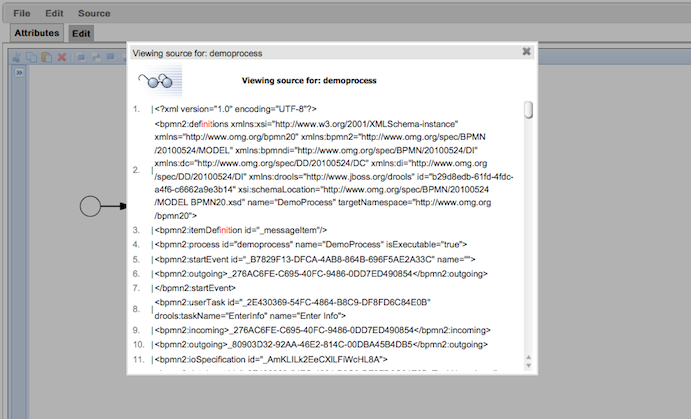 File Edit Source
Attributes Edit
»
Viewing source for: demoprocess
Viewing source for: demoprocess
1. |<?xml version="1.0" encoding="UTF-8"?>
<bpmn2:definitions xmlns:xsi="http://www.w3.org/2001/XMLSchema-instance"
xmlns="http://www.omg.org/bpmn20" xmlns:bpmn2="http://www.omg.org/spec/BPMN
/20100524/MODEL" xmlns:bpmndi="http://www.omg.org/spec/BPMN/20100524/DI"
xmlns:dc="http://www.omg.org/spec/DD/20100524/DC" xmlns:di="http://www.omg.org
2. |/spec/DD/20100524/DI" xmlns:drools="http://www.jboss.org/drools" id="b29d8edb-61fd-4fdc-
a4f6-c6662a9e3b14" xsi:schemaLocation="http://www.omg.org/spec/BPMN/20100524
/MODEL BPMN20.xsd" name="DemoProcess" targetNamespace="http://www.omg.org
/bpmn20">
3. |<bpmn2:itemDefinition id="_messageItem"/>
4. |<bpmn2:process id="demoprocess" name="DemoProcess" isExecutable="true">
5. |<bpmn2:startEvent id="_B7829F13-DFCA-4AB8-864B-696F5AE2A33C" name="">
6. |<bpmn2:outgoing>_276AC6FE-C695-40FC-9486-0DD7ED490854</bpmn2:outgoing>
7. |</bpmn2:startEvent>
8. |<bpmn2:userTask id="_2E430369-54FC-4864-B8C9-DF8FD6C84E0B"
drools:taskName="EnterInfo" name="Enter Info">
9. |<bpmn2:incoming>_276AC6FE-C695-40FC-9486-0DD7ED490854</bpmn2:incoming>
10. |<bpmn2:outgoing>_80903D32-92AA-46E2-814C-00DBA45B4DB5</bpmn2:outgoing>
11. |<bpmn2:ioSpecification id="_AmKLILk2EeCXILFiWcHL8A">